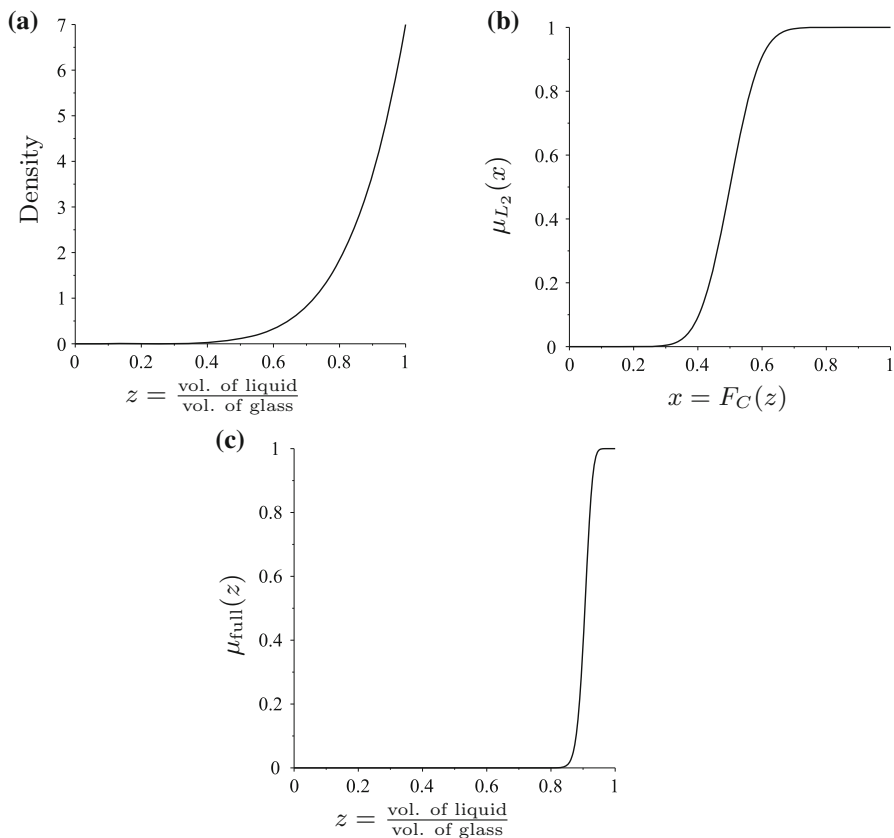 (a)
7
6
5
4
3
2
1
0
Density
0 0.2 0.4 0.6 0.8 1
z = vol. of liquid / vol. of glass
(b)
1
0.8
0.6
0.4
0.2
0
μL₂(x)
0 0.2 0.4 0.6 0.8 1
x = F_C(z)
(c)
1
0.8
0.6
0.4
0.2
0
μfull(z)
0 0.2 0.4 0.6 0.8 1
z = vol. of liquid / vol. of glass